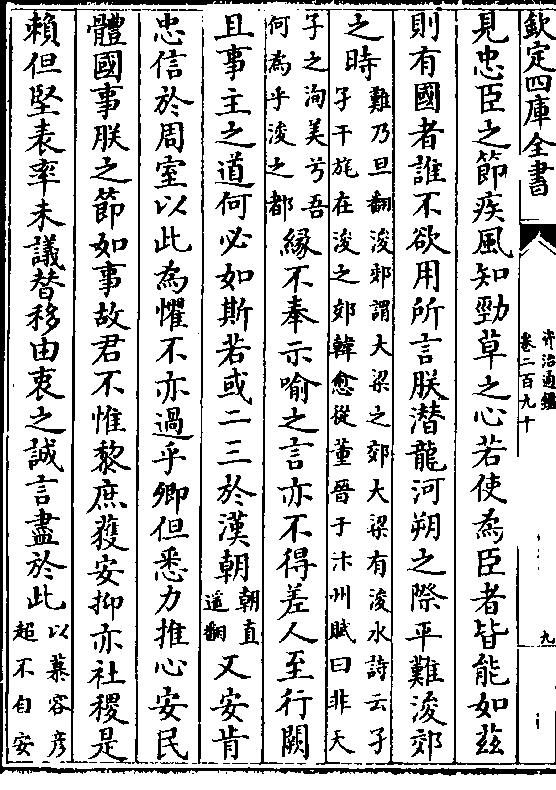 欽定四庫全書
資治通鑑
卷二百九十
九
見忠臣之節疾風知勁草之心若使為臣者皆能如玆
則有國者誰不欲用所言朕潛龍河朔之際平難浚郊
之時難乃旦翻浚郊謂大梁之郊大梁有浚水詩云孑
孑干旄在浚之郊韓愈從董晉于汴州賦曰非天
子之洵美兮吾
何為乎浚之都緣不奉示喻之言亦不得差人至行闕
且事主之道何必如斯若或二三於漢朝朝直
遥翻又安肯
忠信於周室以此為懼不亦過乎卿但悉力推心安民
體國事朕之節如事故君不惟黎庶獲安抑亦社稷是
賴但堅表率未議替移由衷之誠言盡於此以慕容彦
超不自安